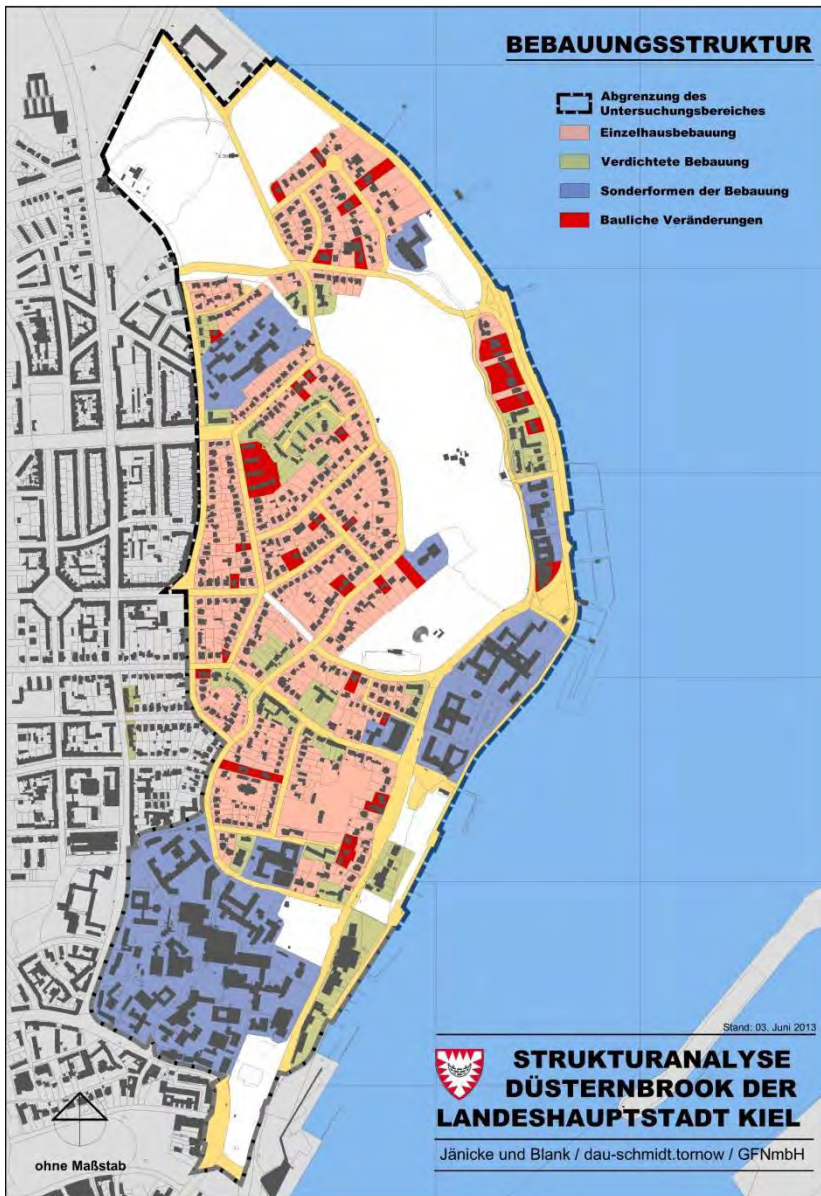 BEBAUUNGSSTRUKTUR
Abgrenzung des
Untersuchungsbereiches
Einzelhausbebauung
Verdichtete Bebauung
Sonderformen der Bebauung
Bauliche Veränderungen
Stand: 03. Juni 2013
STRUKTURANALYSE
DÜSTERNBROOK DER
LANDESHAUPTSTADT KIEL
Jänicke und Blank / dau-schmidt.tornow / GFNmbH
ohne Maßstab